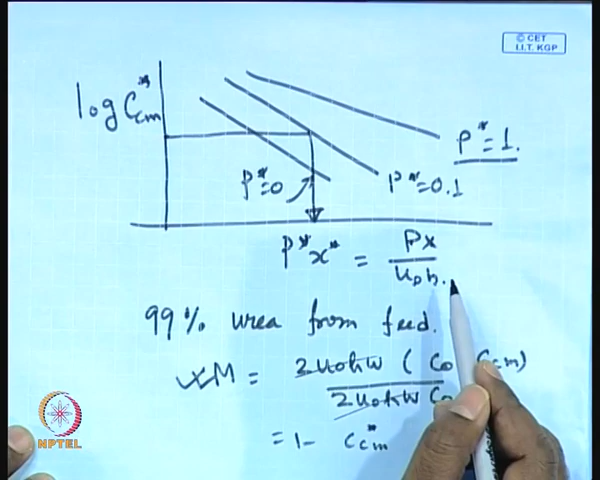 © CET
I.I.T. KGP
log C*cm
P* = 1.
P* = 0
P* = 0.1
P* x* = Px / u₀h.
99% urea from feed.
XM = 2u₀hw (C₀ Ccm) / 2u₀hw C₀
= 1 - C*cm
NPTEL